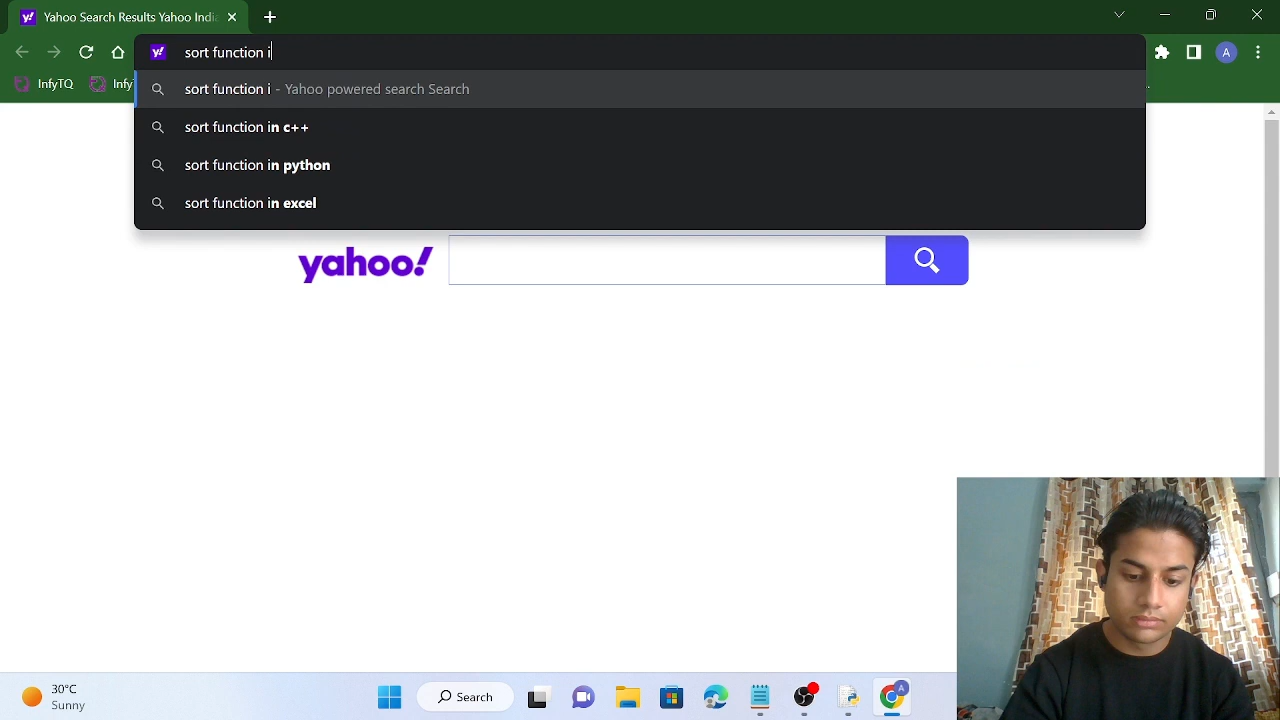 Yahoo Search Results Yahoo Indi
sort function i
InfyTQ
Infy
A
sort function i - Yahoo powered search Search
sort function in c++
sort function in python
sort function in excel
yahoo!
30°C
Sunny
Search
A